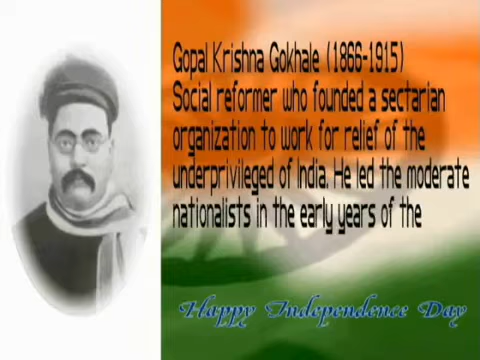 Gopal Krishna Gokhale (1866-1915)
Social reformer who founded a sectarian
organization to work for relief of the
underprivileged of India. He led the moderate
nationalists in the early years of the
Happy Independence Day